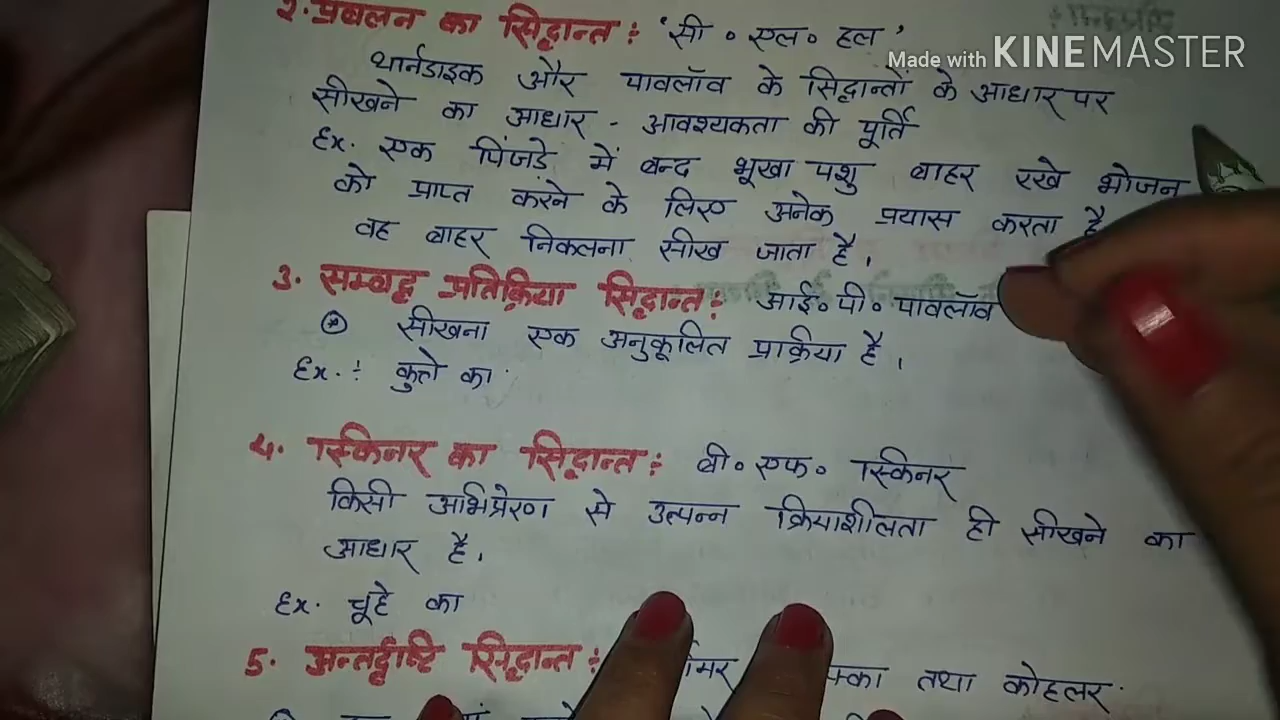 २. प्रबलन का सिद्धान्त : 'सी० एल० हल'
Made with KINEMASTER
थार्नडाइक और पावलॉव के सिद्धान्तों के आधार पर
सीखने का आधार - आवश्यकता की पूर्ति
Ex. एक पिंजडे में बन्द भूखा पशु बाहर रखे भोजन
को प्राप्त करने के लिए अनेक प्रयास करता है
वह बाहर निकलना सीख जाता है।
3. सम्बद्ध प्रतिक्रिया सिद्धान्त : आई० पी० पावलॉव
सीखना एक अनुकूलित प्रक्रिया है।
Ex. : कुत्ते का
4. स्किनर का सिद्धान्त : बी० एफ० स्किनर
किसी अभिप्रेरण से उत्पन्न क्रियाशीलता ही सीखने का
आधार है।
Ex. चूहे का
5. अन्तर्दृष्टि सिद्धान्त : तथा कोहलर